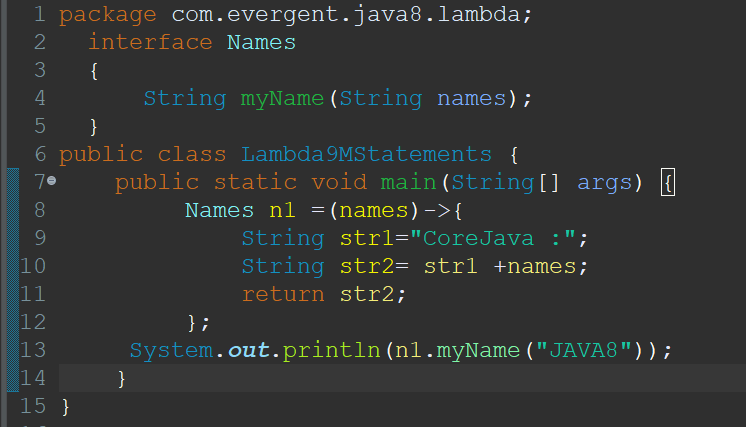 1 package com.evergent.java8.lambda;
2 interface Names
3 {
4 String myName(String names);
5 }
6 public class Lambda9MStatements {
7 public static void main(String[] args) {
8 Names n1 =(names)->{
9 String str1="CoreJava :";
10 String str2= str1 +names;
11 return str2;
12 };
13 System.out.println(n1.myName("JAVA8"));
14 }
15 }